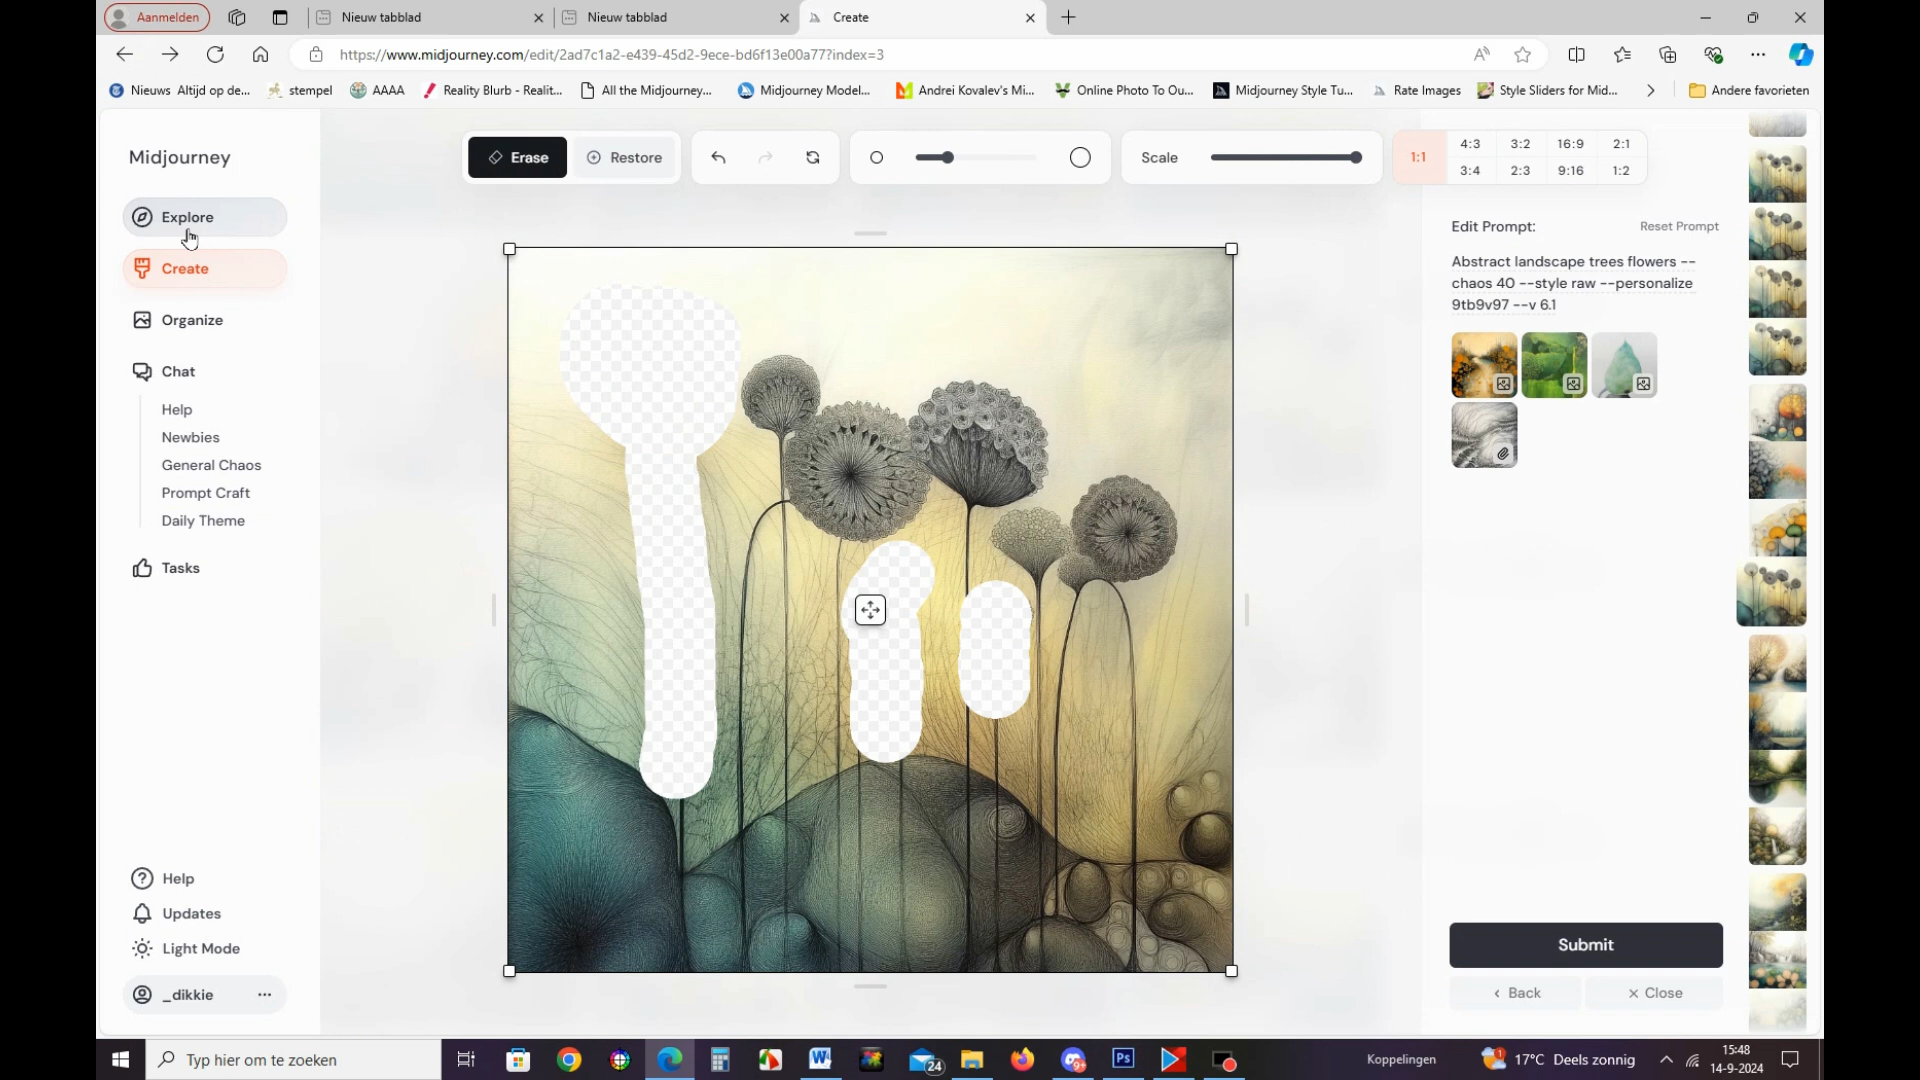 Aanmelden
Nieuw tabblad
Nieuw tabblad
Create
https://www.midjourney.com/edit/2ad7c1a2-e439-45d2-9ece-bd6f13e00a77?index=3
Nieuws Altijd op de...
stempel
AAAA
Reality Blurb - Realit...
All the Midjourney...
Midjourney Model...
Andrei Kovalev's Mi...
Online Photo To Ou...
Midjourney Style Tu...
Rate Images
Style Sliders for Mid...
Andere favorieten
Midjourney
Explore
Create
Organize
Chat
Help
Newbies
General Chaos
Prompt Craft
Daily Theme
Tasks
Help
Updates
Light Mode
_dikkie
Erase
Restore
Scale
1:1
4:3 3:2 16:9 2:1
3:4 2:3 9:16 1:2
Edit Prompt:
Reset Prompt
Abstract landscape trees flowers --
chaos 40 --style raw --personalize
9tb9v97 --v 6.1
Submit
Back
Close
Typ hier om te zoeken
24
Ps
Koppelingen
1
17°C Deels zonnig
15:48
14-9-2024